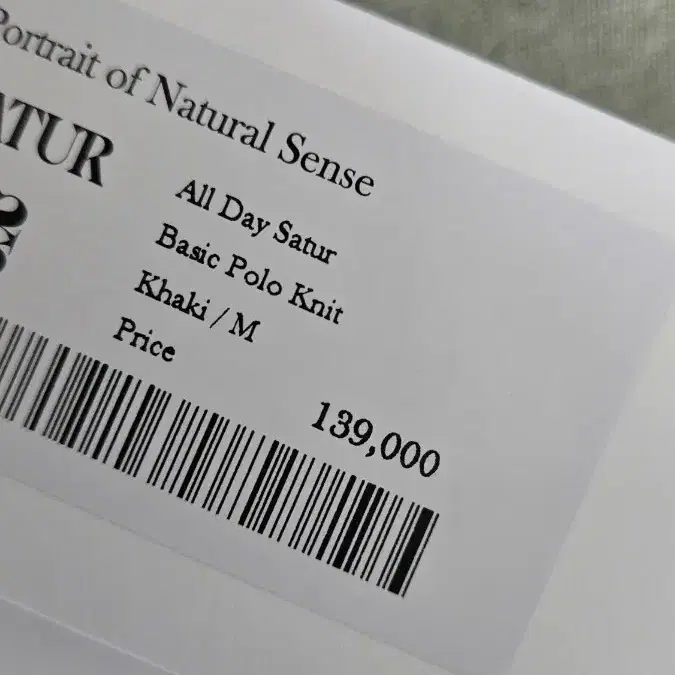 Portrait of Natural Sense
ATUR
All Day Satur
Basic Polo Knit
Khaki / M
Price
139,000